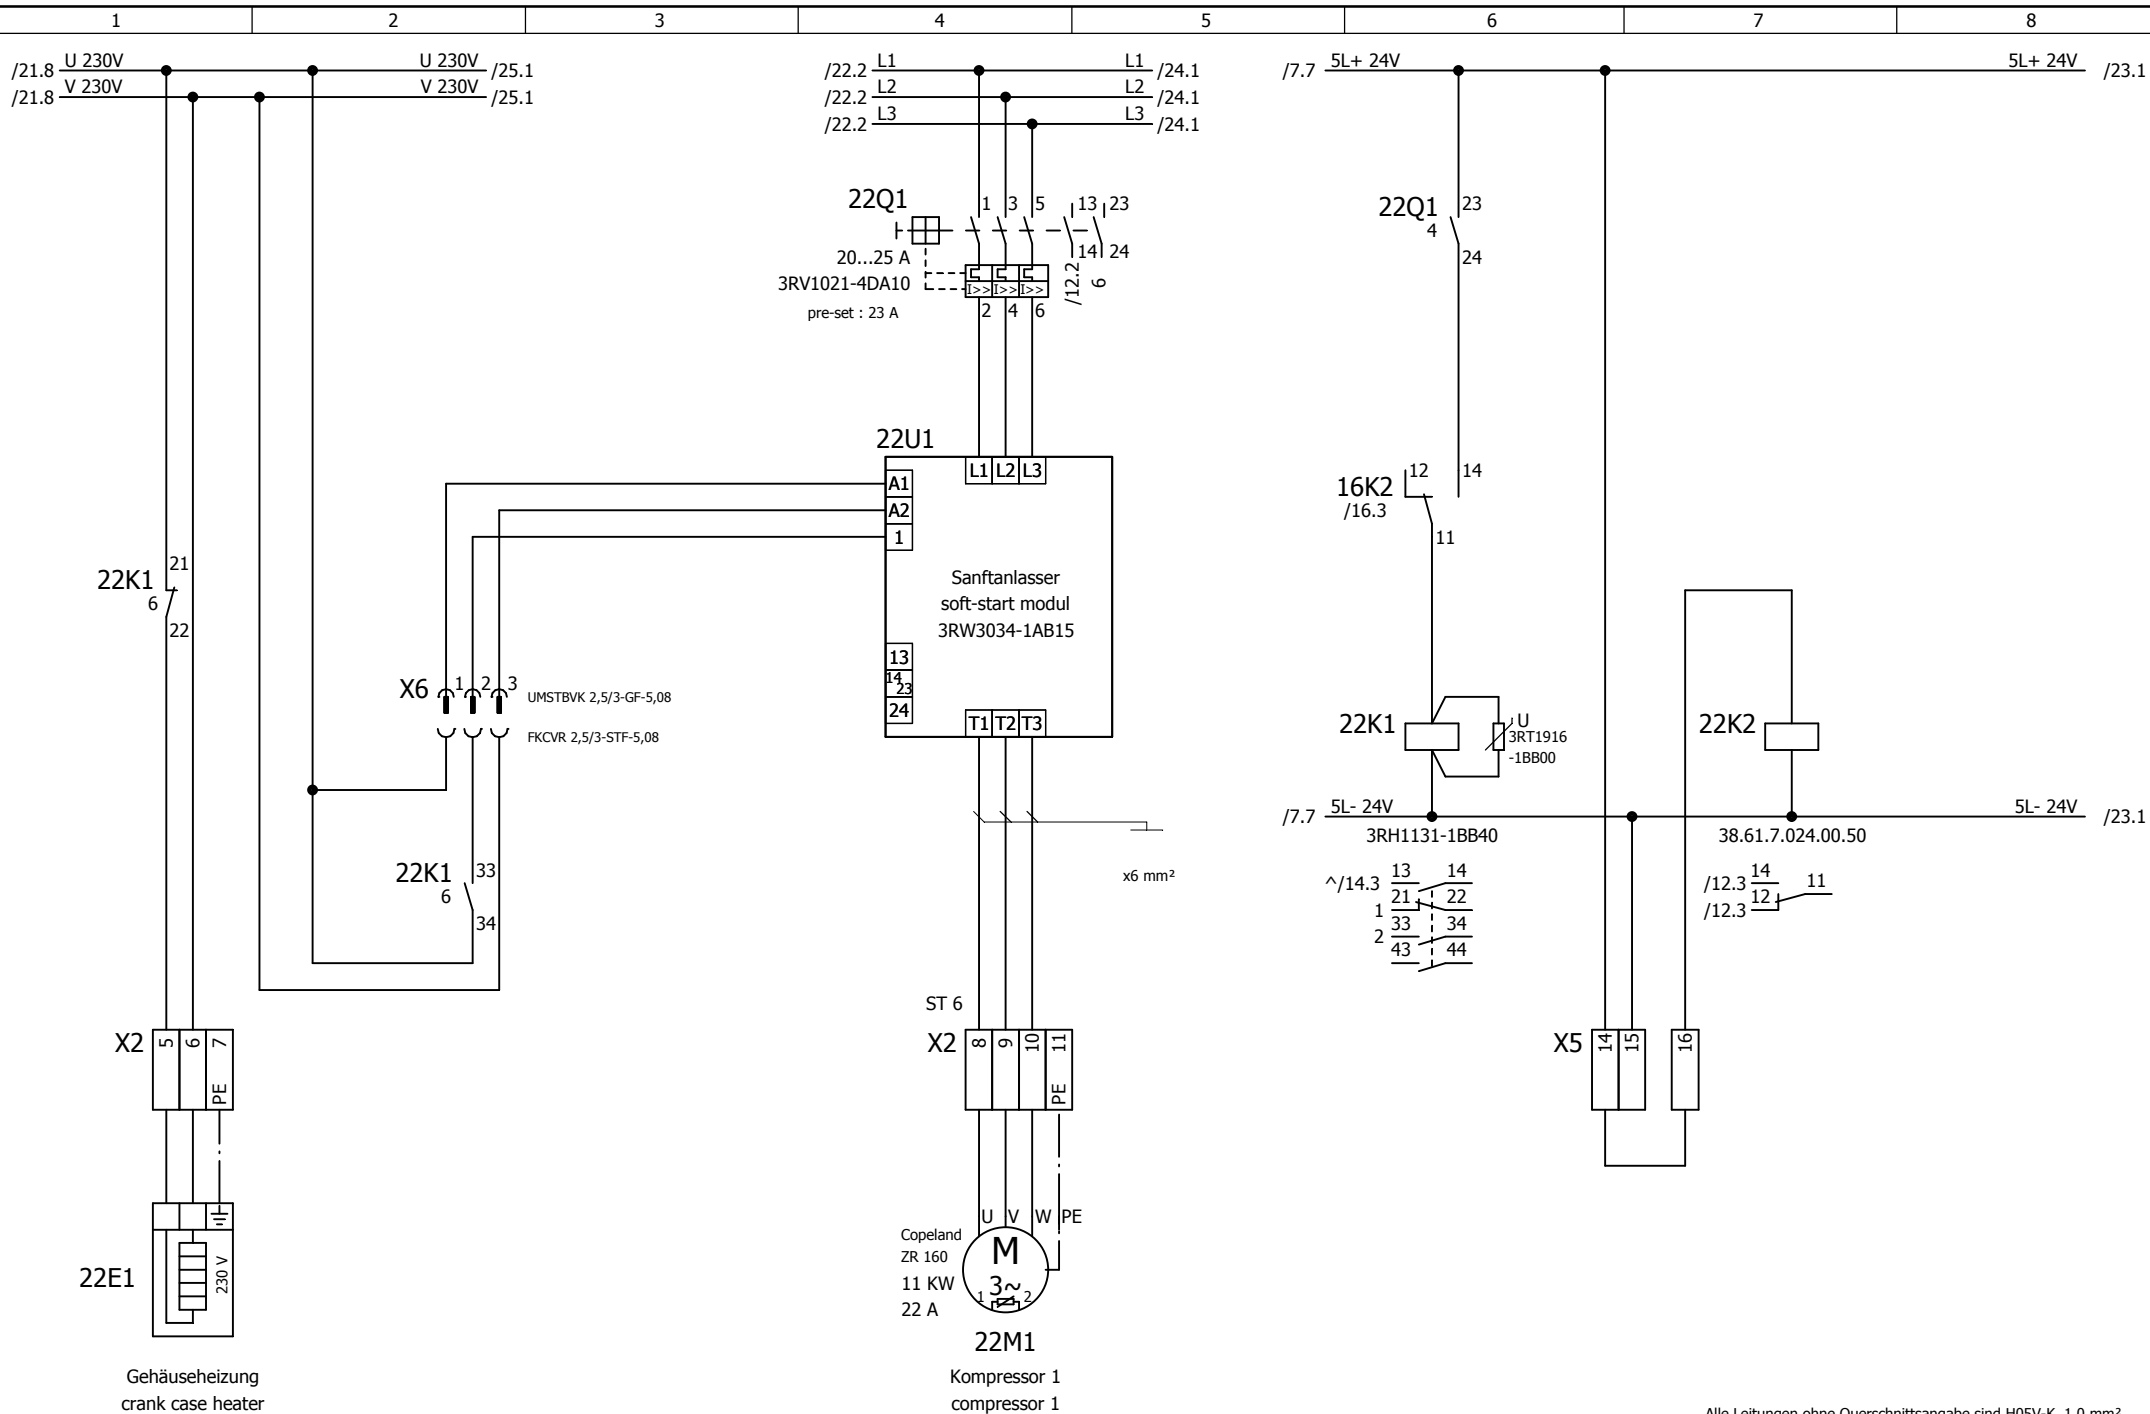 1 2 3 4 5 6 7 8
/21.8 U 230V U 230V /25.1
/21.8 V 230V V 230V /25.1
/22.2 L1 L1 /24.1
/22.2 L2 L2 /24.1
/22.2 L3 L3 /24.1
/7.7 5L+ 24V 5L+ 24V /23.1
22Q1 1 3 5 13 23
20...25 A 14 24
3RV1021-4DA10 I>> I>> I>> /12.2 6
pre-set : 23 A 2 4 6
22Q1 23
4
24
22U1
L1 L2 L3
A1
A2
1
Sanftanlasser
soft-start modul
3RW3034-1AB15
13
14
23
24
T1 T2 T3
12 14
16K2
/16.3
11
21
22K1
6
22
X6 1 2 3 UMSTBVK 2,5/3-GF-5,08
FKCVR 2,5/3-STF-5,08
22K1 U
3RT1916
-1BB00
22K2
/7.7 5L- 24V 5L- 24V /23.1
3RH1131-1BB40
38.61.7.024.00.50
33
22K1
6
34
x6 mm²
^/14.3 13 14
1 21 22
2 33 34
43 44
/12.3 14 11
/12.3 12
ST 6
X2 5 6 7 PE
X2 8 9 10 11 PE
X5 14 15 16
U V W PE
Copeland
ZR 160
11 KW
22 A
M
3~
1 2
22M1
22E1 230 V
Gehäuseheizung
crank case heater
Kompressor 1
compressor 1
Alle Leitungen ohne Querschnittsangabe sind H05V-K 1,0 mm²